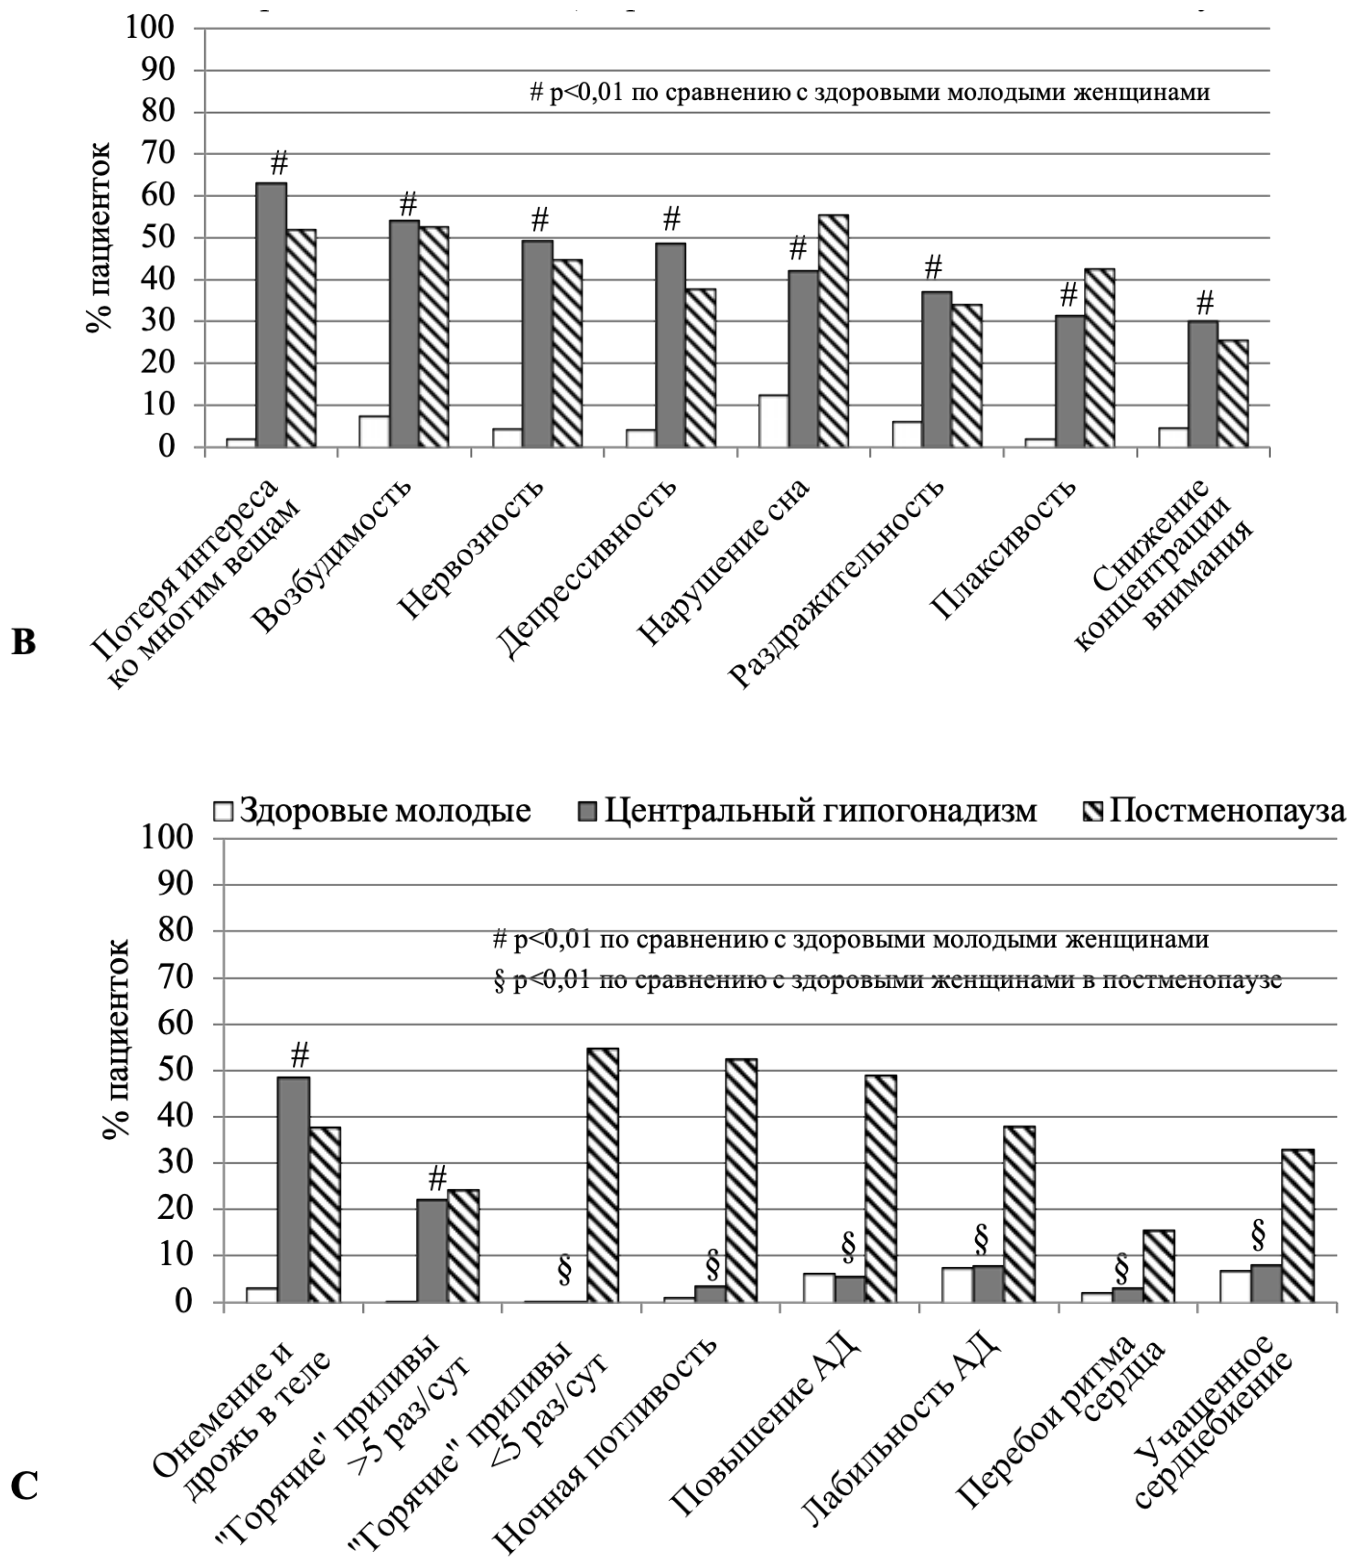 100
90
80
70
60
50
40
30
20
10
0
% пациенток
# p<0,01 по сравнению с здоровыми молодыми женщинами
#
#
#
#
#
#
#
#
Потеря интереса
ко многим вещам
Возбудимость
Нервозность
Депрессивность
Нарушение сна
Раздражительность
Плаксивость
Снижение
концентрации
внимания
B
Здоровые молодые
Центральный гипогонадизм
Постменопауза
100
90
80
70
60
50
40
30
20
10
0
% пациенток
# p<0,01 по сравнению с здоровыми молодыми женщинами
§ p<0,01 по сравнению с здоровыми женщинами в постменопаузе
#
#
§
§
§
§
§
§
Онемение и
дрожь в теле
"Горячие" приливы
>5 раз/сут
"Горячие" приливы
<5 раз/сут
Ночная потливость
Повышение АД
Лабильность АД
Перебои ритма
сердца
Учащенное
сердцебиение
C